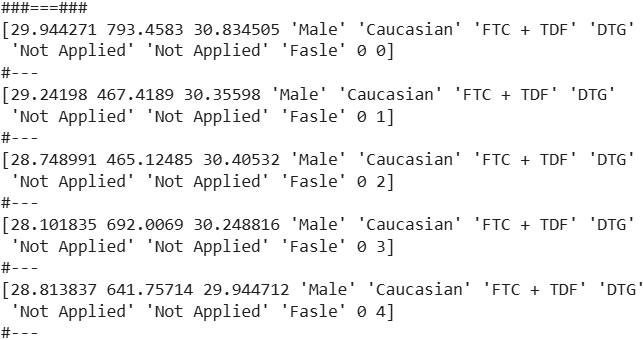 ###===###
[29.944271 793.4583 30.834505 'Male' 'Caucasian' 'FTC + TDF' 'DTG'
'Not Applied' 'Not Applied' 'Fasle' 0 0]
#---
[29.24198 467.4189 30.35598 'Male' 'Caucasian' 'FTC + TDF' 'DTG'
'Not Applied' 'Not Applied' 'Fasle' 0 1]
#---
[28.748991 465.12485 30.40532 'Male' 'Caucasian' 'FTC + TDF' 'DTG'
'Not Applied' 'Not Applied' 'Fasle' 0 2]
#---
[28.101835 692.0069 30.248816 'Male' 'Caucasian' 'FTC + TDF' 'DTG'
'Not Applied' 'Not Applied' 'Fasle' 0 3]
#---
[28.813837 641.75714 29.944712 'Male' 'Caucasian' 'FTC + TDF' 'DTG'
'Not Applied' 'Not Applied' 'Fasle' 0 4]
#---